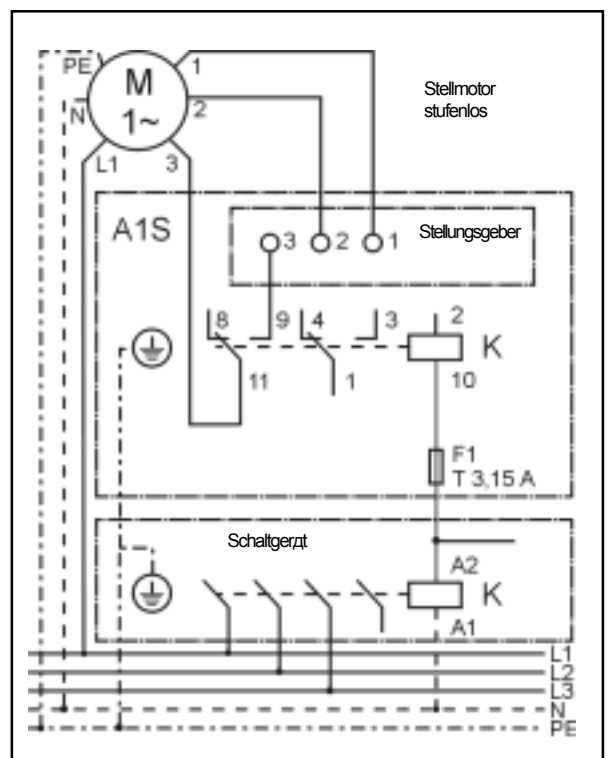 PE
1
M
1~
N
2
L1
3
Stellmotor
stufenlos
A1S
3
2
1
Stellungsgeber
8
9
4
3
2
K
11
1
10
F1
T 3,15 A
Schaltgerдt
A2
K
A1
L1
L2
L3
N
PE